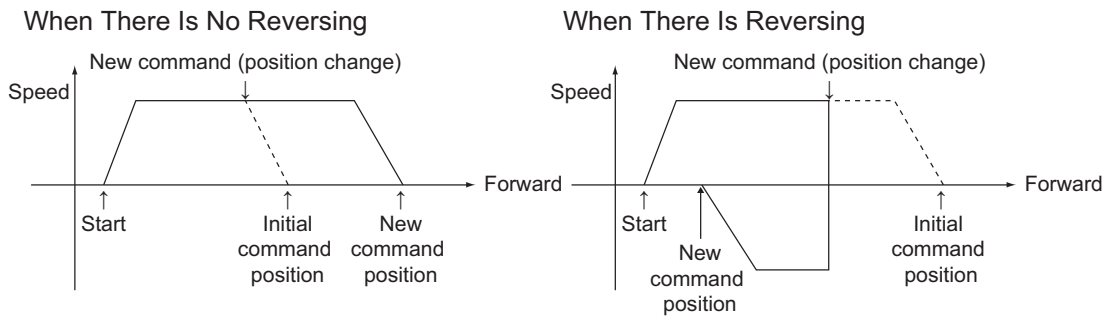 When There Is No Reversing
New command (position change)
Speed
Forward
Start
Initial
command
position
New
command
position
When There Is Reversing
New command (position change)
Speed
Forward
Start
New
command
position
Initial
command
position